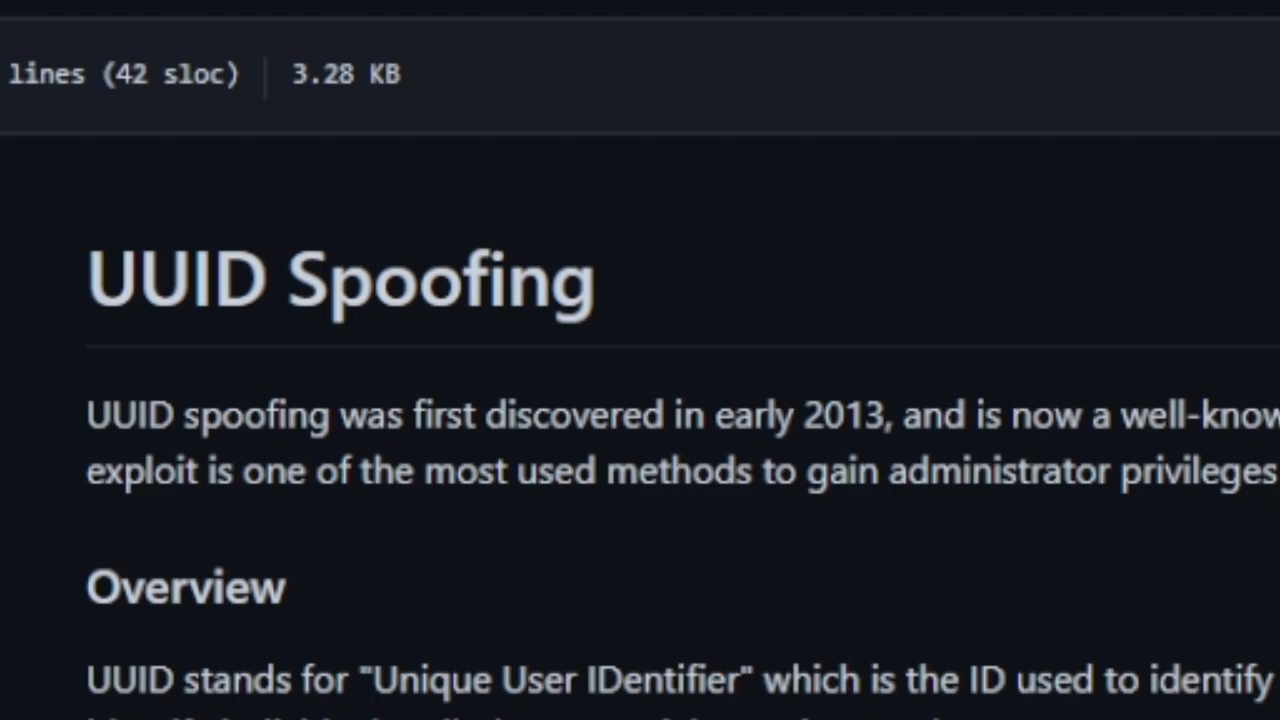 lines (42 sloc) 3.28 KB
UUID Spoofing
UUID spoofing was first discovered in early 2013, and is now a
exploit is one of the most used methods to gain administrator privileges
Overview
UUID stands for "Unique User IDentifier" which is the ID used to identify